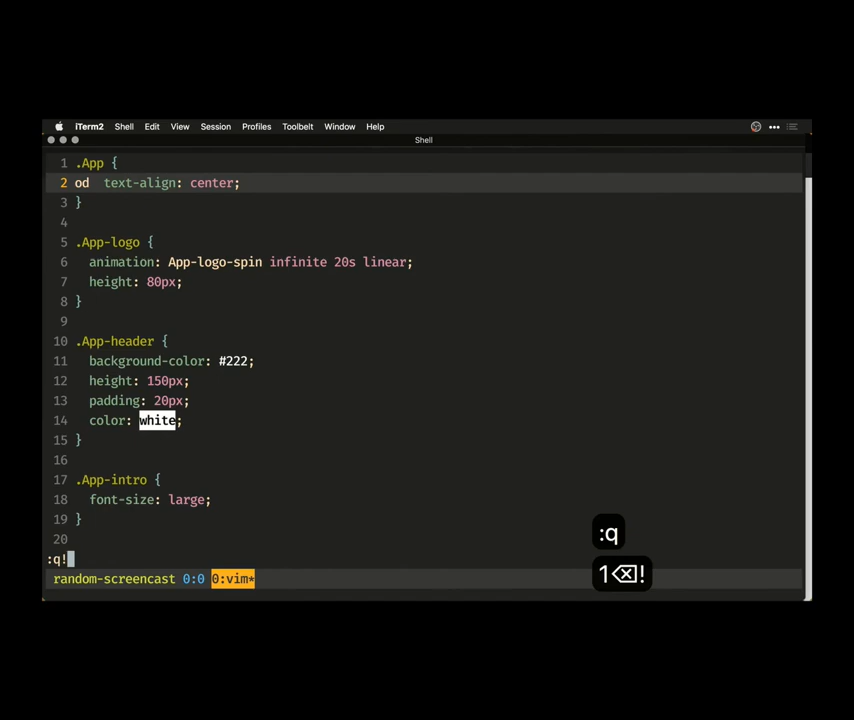 iTerm2 Shell Edit View Session Profiles Toolbelt Window Help
Shell
1 .App {
2 od  text-align: center;
3 }
4
5 .App-logo {
6   animation: App-logo-spin infinite 20s linear;
7   height: 80px;
8 }
9
10 .App-header {
11   background-color: #222;
12   height: 150px;
13   padding: 20px;
14   color: white;
15 }
16
17 .App-intro {
18   font-size: large;
19 }
20
:q
:q!
1⌫!
random-screencast 0:0 0:vim*